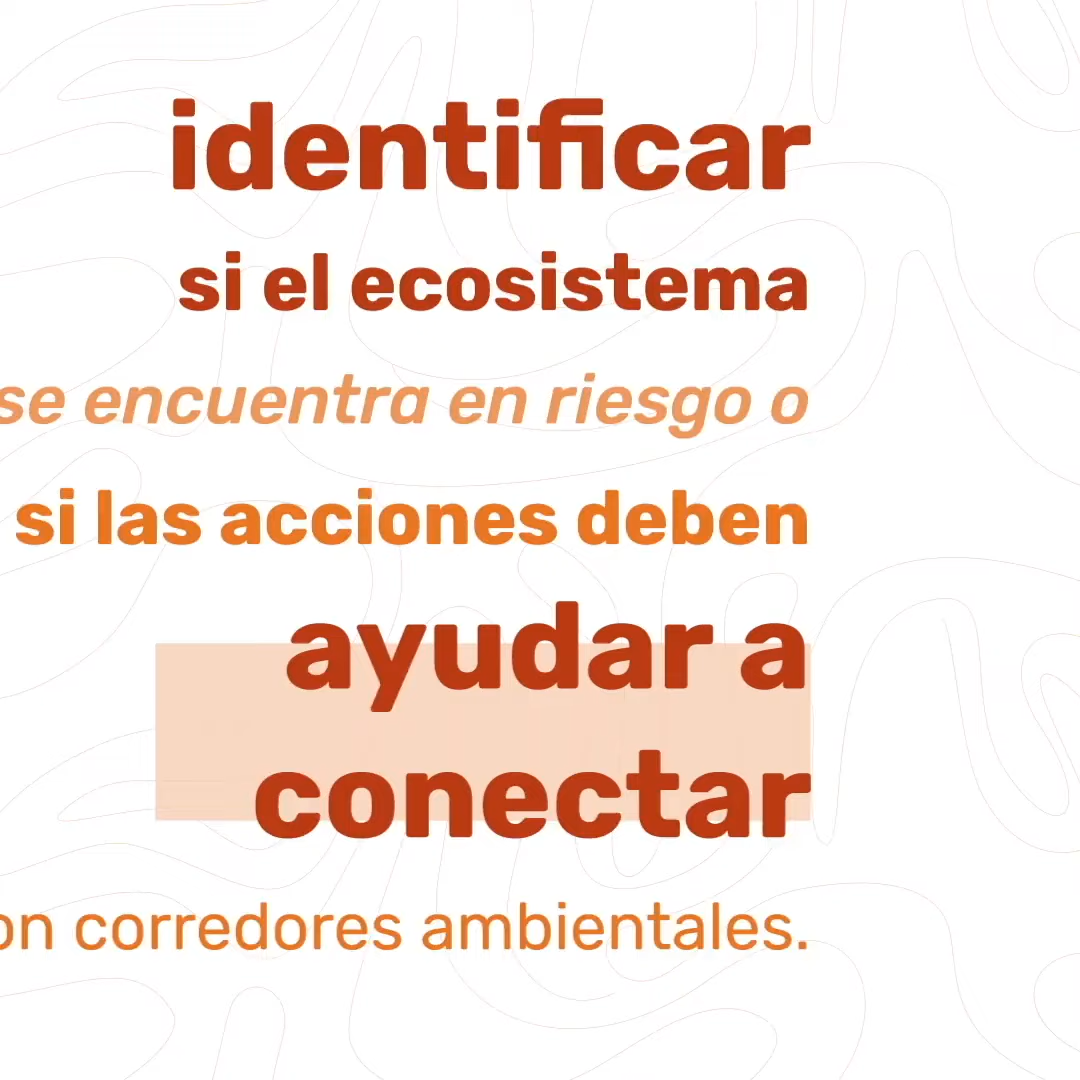 identificar
si el ecosistema
se encuentra en riesgo o
si las acciones deben
ayudar a
conectar
on corredores ambientales.